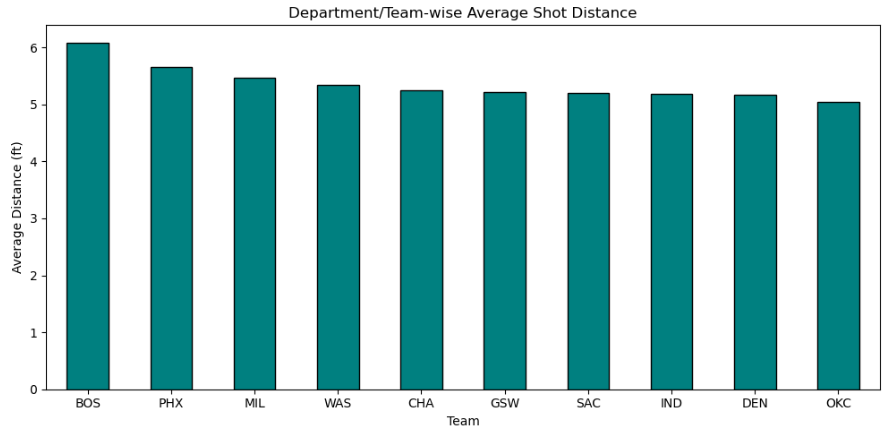 Department/Team-wise Average Shot Distance
Average Distance (ft)
6
5
4
3
2
1
0
BOS PHX MIL WAS CHA GSW SAC IND DEN OKC
Team